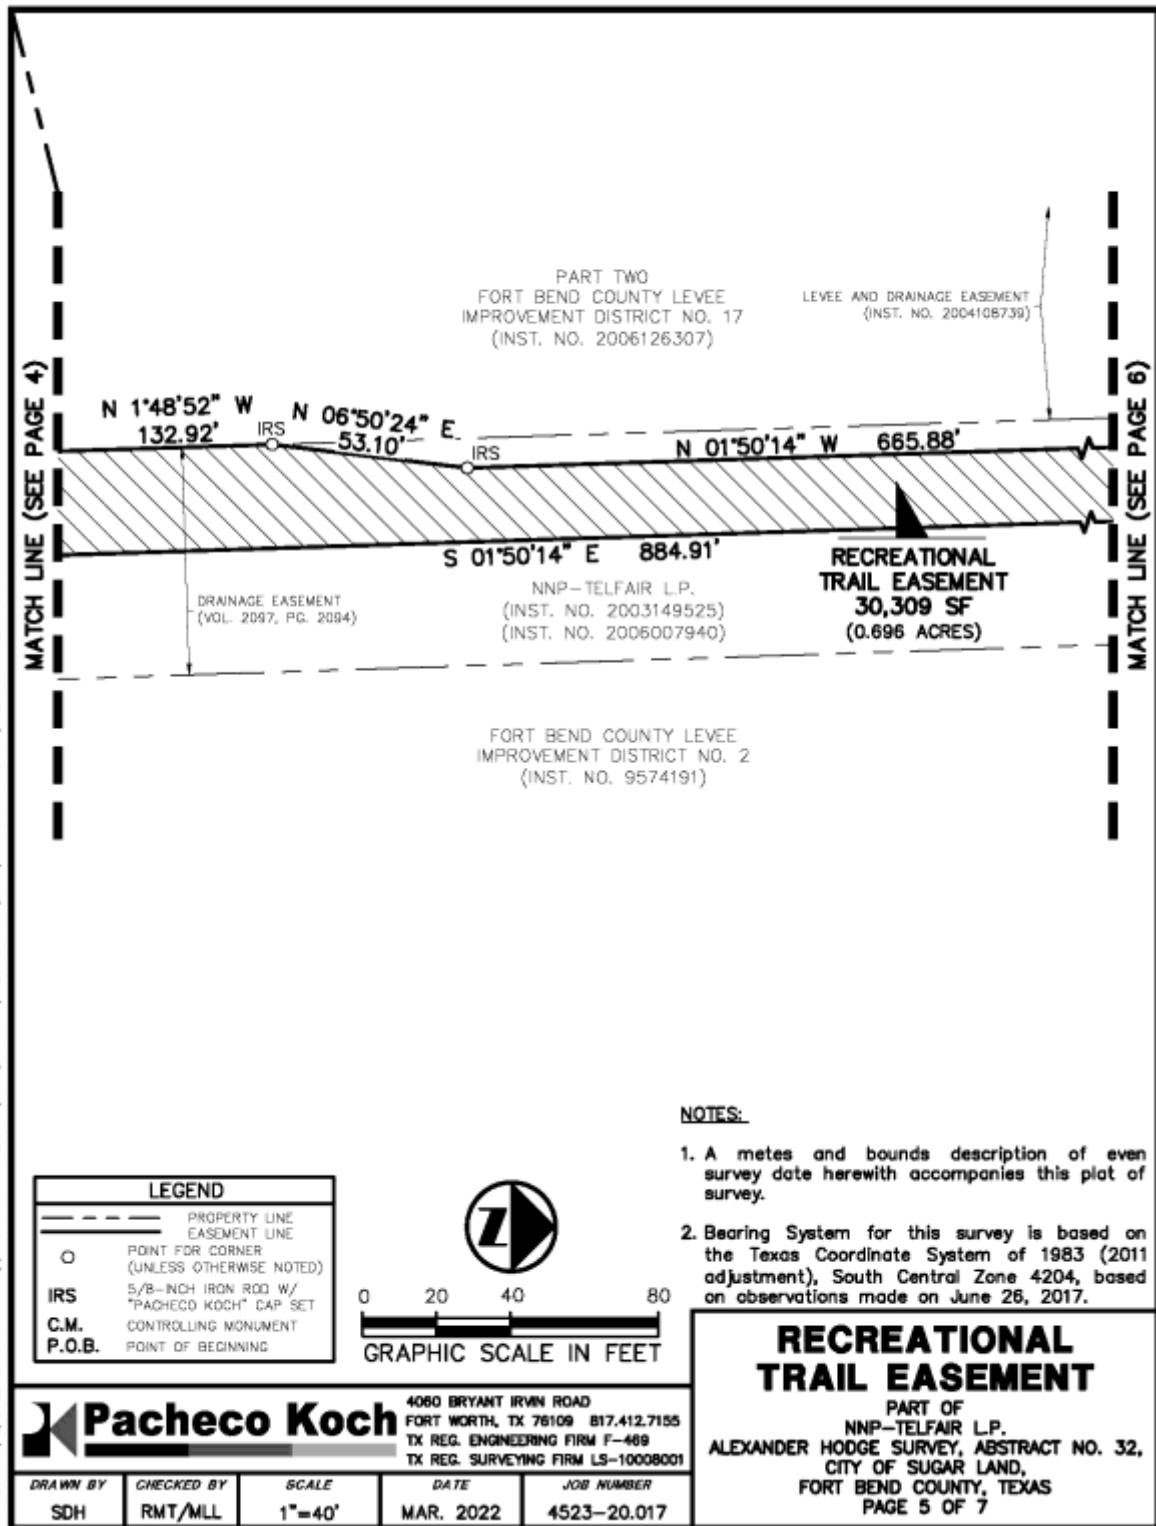 PART TWO
FORT BEND COUNTY LEVEE
IMPROVEMENT DISTRICT NO. 17
(INST. NO. 2006126307)
LEVEE AND DRAINAGE EASEMENT
(INST. NO. 2004108739)
MATCH LINE (SEE PAGE 4)
N 1°48'52" W
132.92'
IRS
N 06°50'24" E
53.10'
IRS
N 01°50'14" W 665.88'
MATCH LINE (SEE PAGE 6)
S 01°50'14" E 884.91'
RECREATIONAL
TRAIL EASEMENT
30,309 SF
(0.696 ACRES)
DRAINAGE EASEMENT
(VOL. 2097, PG. 2094)
NNP-TELFAIR L.P.
(INST. NO. 2003149525)
(INST. NO. 2006007940)
FORT BEND COUNTY LEVEE
IMPROVEMENT DISTRICT NO. 2
(INST. NO. 9574191)
NOTES:
1. A metes and bounds description of even
survey date herewith accompanies this plat of
survey.
2. Bearing System for this survey is based on
the Texas Coordinate System of 1983 (2011
adjustment), South Central Zone 4204, based
on observations made on June 26, 2017.
LEGEND
PROPERTY LINE
EASEMENT LINE
POINT FOR CORNER
(UNLESS OTHERWISE NOTED)
IRS 5/8-INCH IRON ROD W/
"PACHECO KOCH" CAP SET
C.M. CONTROLLING MONUMENT
P.O.B. POINT OF BEGINNING
Z
0 20 40 80
GRAPHIC SCALE IN FEET
Pacheco Koch
4060 BRYANT IRVIN ROAD
FORT WORTH, TX 76109 817.412.7155
TX REG. ENGINEERING FIRM F-469
TX REG. SURVEYING FIRM LS-10008001
DRAWN BY CHECKED BY SCALE DATE JOB NUMBER
SDH RMT/MLL 1"=40' MAR. 2022 4523-20.017
RECREATIONAL
TRAIL EASEMENT
PART OF
NNP-TELFAIR L.P.
ALEXANDER HODGE SURVEY, ABSTRACT NO. 32,
CITY OF SUGAR LAND,
FORT BEND COUNTY, TEXAS
PAGE 5 OF 7